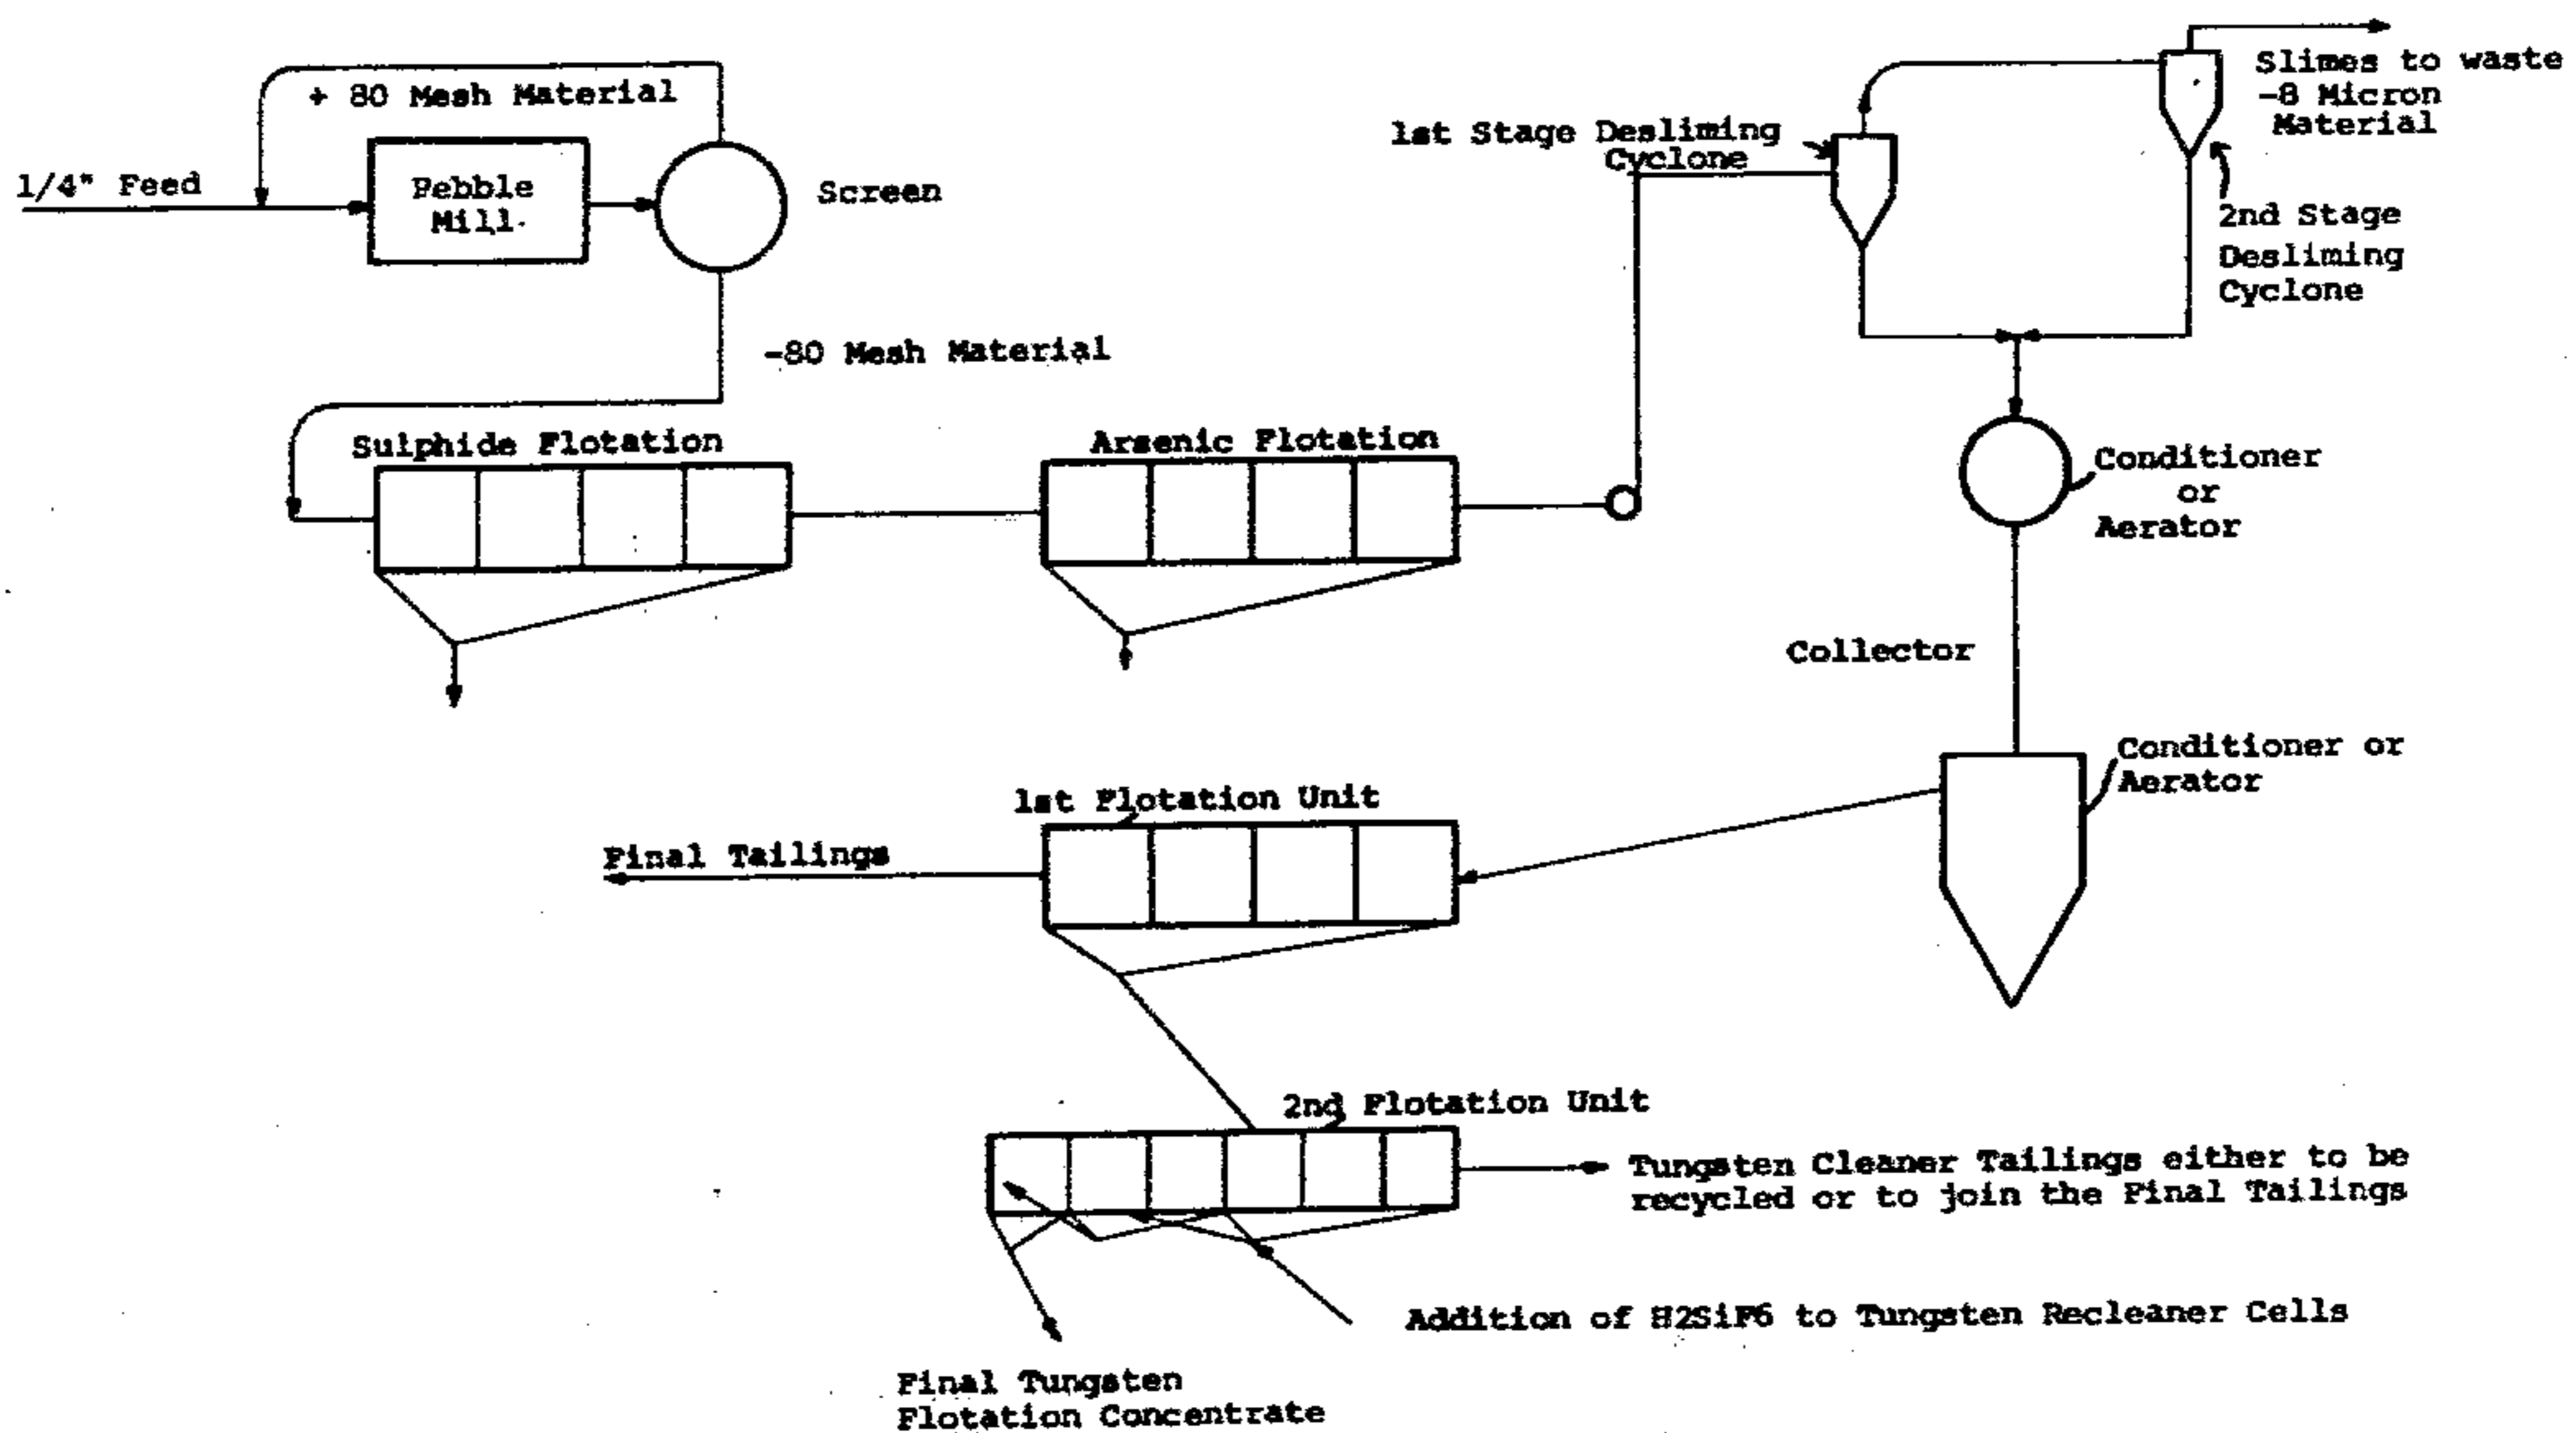 + 80 Mesh Material
1/4" Feed
Pebble
Mill
Screen
-80 Mesh Material
Sulphide Flotation
Arsenic Flotation
1st Stage Desliming
Cyclone
Slimes to waste
-8 Micron
Material
2nd Stage
Desliming
Cyclone
Conditioner
or
Aerator
Collector
Conditioner or
Aerator
1st Flotation Unit
Final Tailings
2nd Flotation Unit
Tungsten Cleaner Tailings either to be
recycled or to join the Final Tailings
Addition of H2SiF6 to Tungsten Recleaner Cells
Final Tungsten
Flotation Concentrate